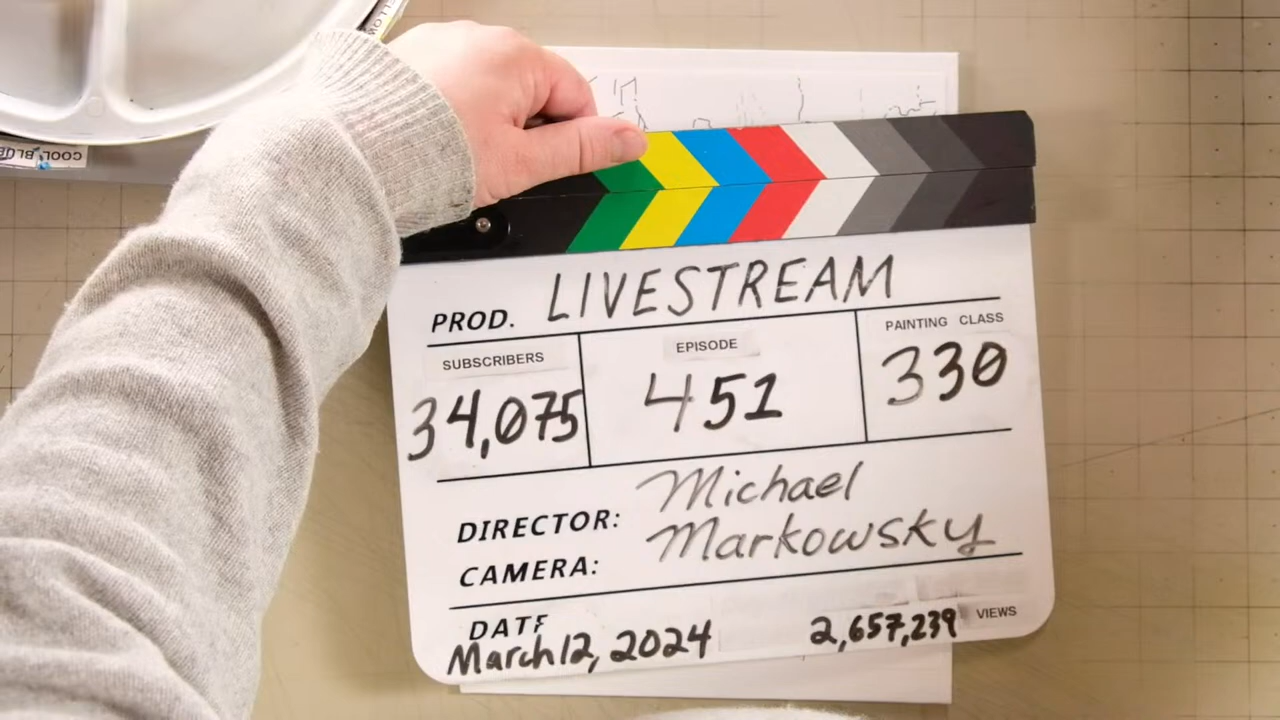 COOL BLU
PROD. LIVESTREAM
SUBSCRIBERS
34,075
EPISODE
451
PAINTING CLASS
330
DIRECTOR: Michael
CAMERA: Markowsky
DATE
March 12, 2024
2,657,239 VIEWS